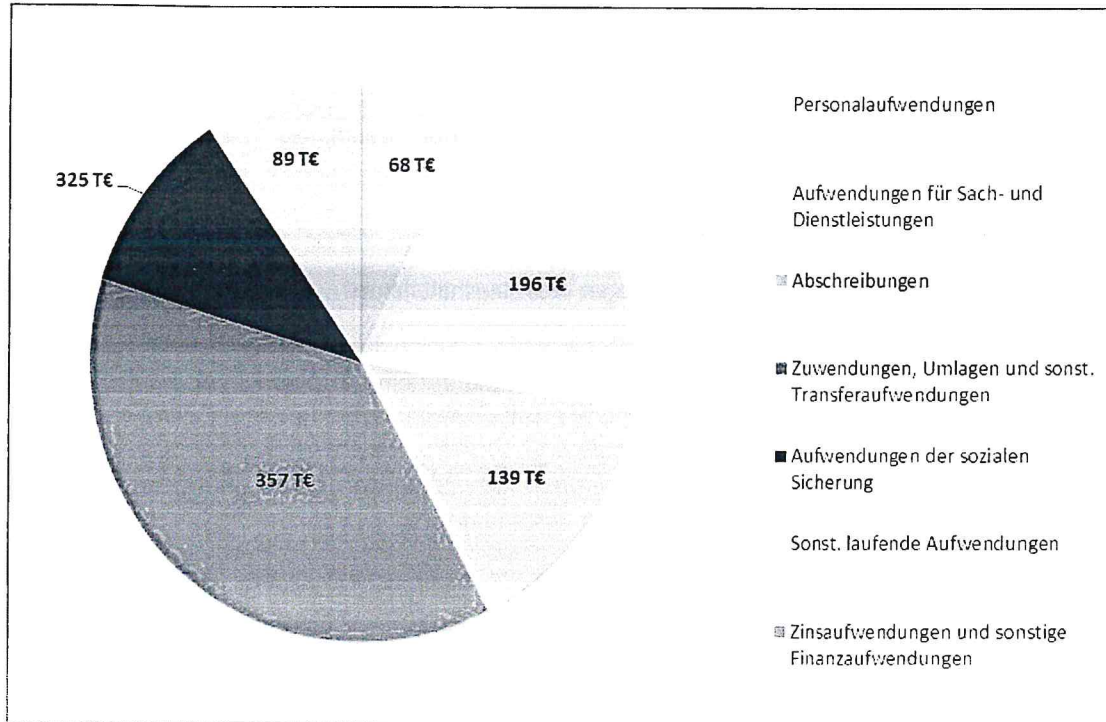 89 T€
68 T€
325 T€
196 T€
357 T€
139 T€
Personalaufwendungen
Aufwendungen für Sach- und
Dienstleistungen
Abschreibungen
Zuwendungen, Umlagen und sonst.
Transferaufwendungen
Aufwendungen der sozialen
Sicherung
Sonst. laufende Aufwendungen
Zinsaufwendungen und sonstige
Finanzaufwendungen